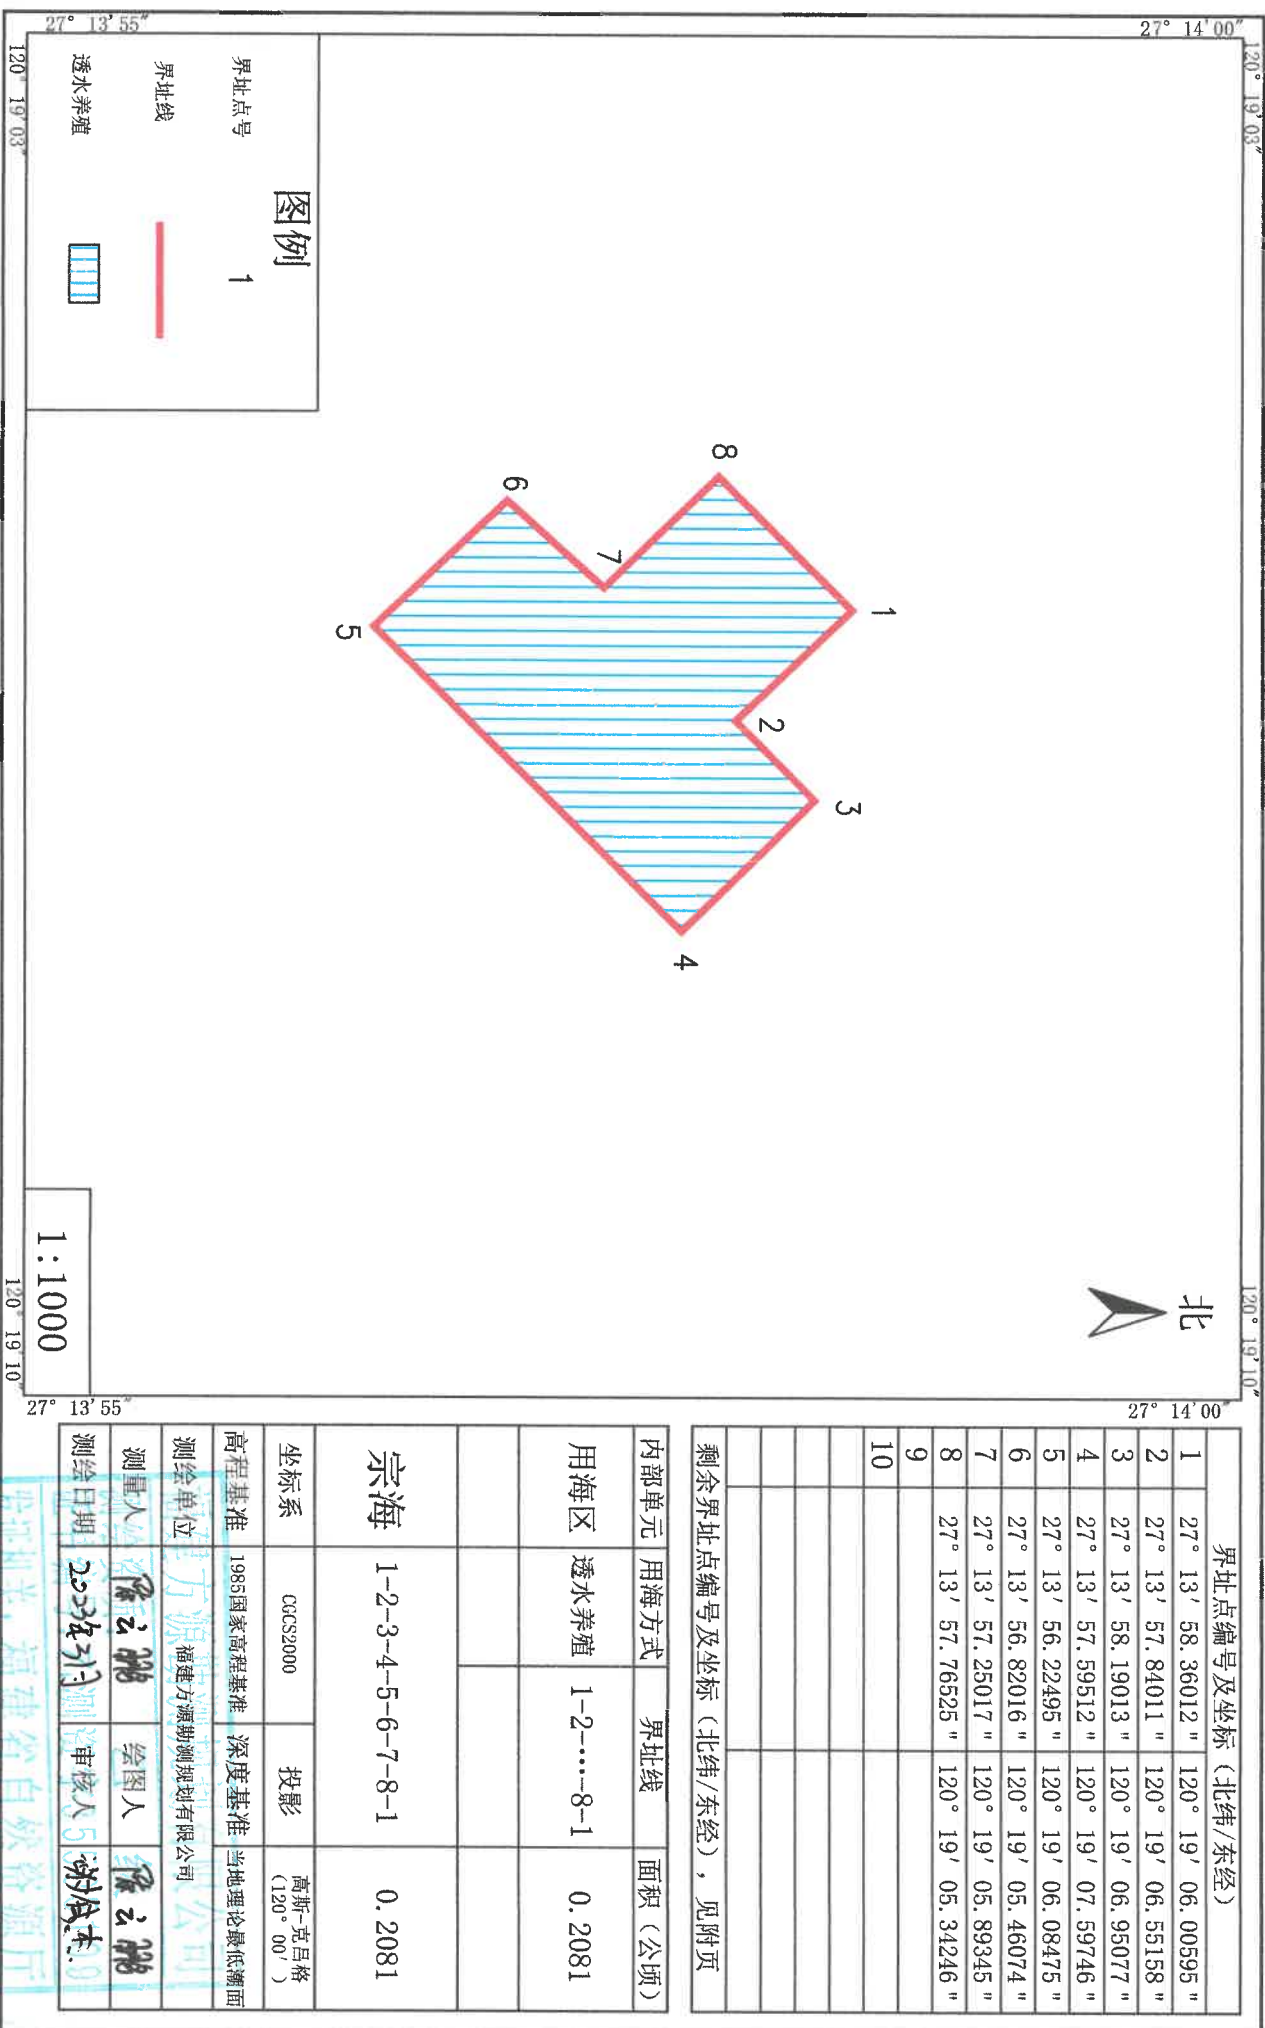 27° 13′55″
27° 14′00″
120° 19′03″
120° 19′03″
120° 19′10″
120° 19′10″
27° 13′55″
27° 14′00″
北
8
1
7
2
6
3
5
4
图例
界址点号 1
界址线
透水养殖
1:1000
界址点编号及坐标（北纬/东经）
1 27° 13′ 58.36012″ 120° 19′ 06.00595″
2 27° 13′ 57.84011″ 120° 19′ 06.55158″
3 27° 13′ 58.19013″ 120° 19′ 06.95077″
4 27° 13′ 57.59512″ 120° 19′ 07.59746″
5 27° 13′ 56.22495″ 120° 19′ 06.08475″
6 27° 13′ 56.82016″ 120° 19′ 05.46074″
7 27° 13′ 57.25017″ 120° 19′ 05.89345″
8 27° 13′ 57.76525″ 120° 19′ 05.34246″
9
10
剩余界址点编号及坐标（北纬/东经），见附页
内部单元 用海方式 界址线 面积（公顷）
用海区 透水养殖 1-2-…-8-1 0.2081
宗海 1-2-3-4-5-6-7-8-1 0.2081
坐标系 CGCS2000 投影 高斯-克吕格
(120° 00′)
高程基准 1985国家高程基准 深度基准 当地理论最低潮面
测绘单位 福建方源勘测规划有限公司
测量人 绘图人
测绘日期 2023年3月 审核人